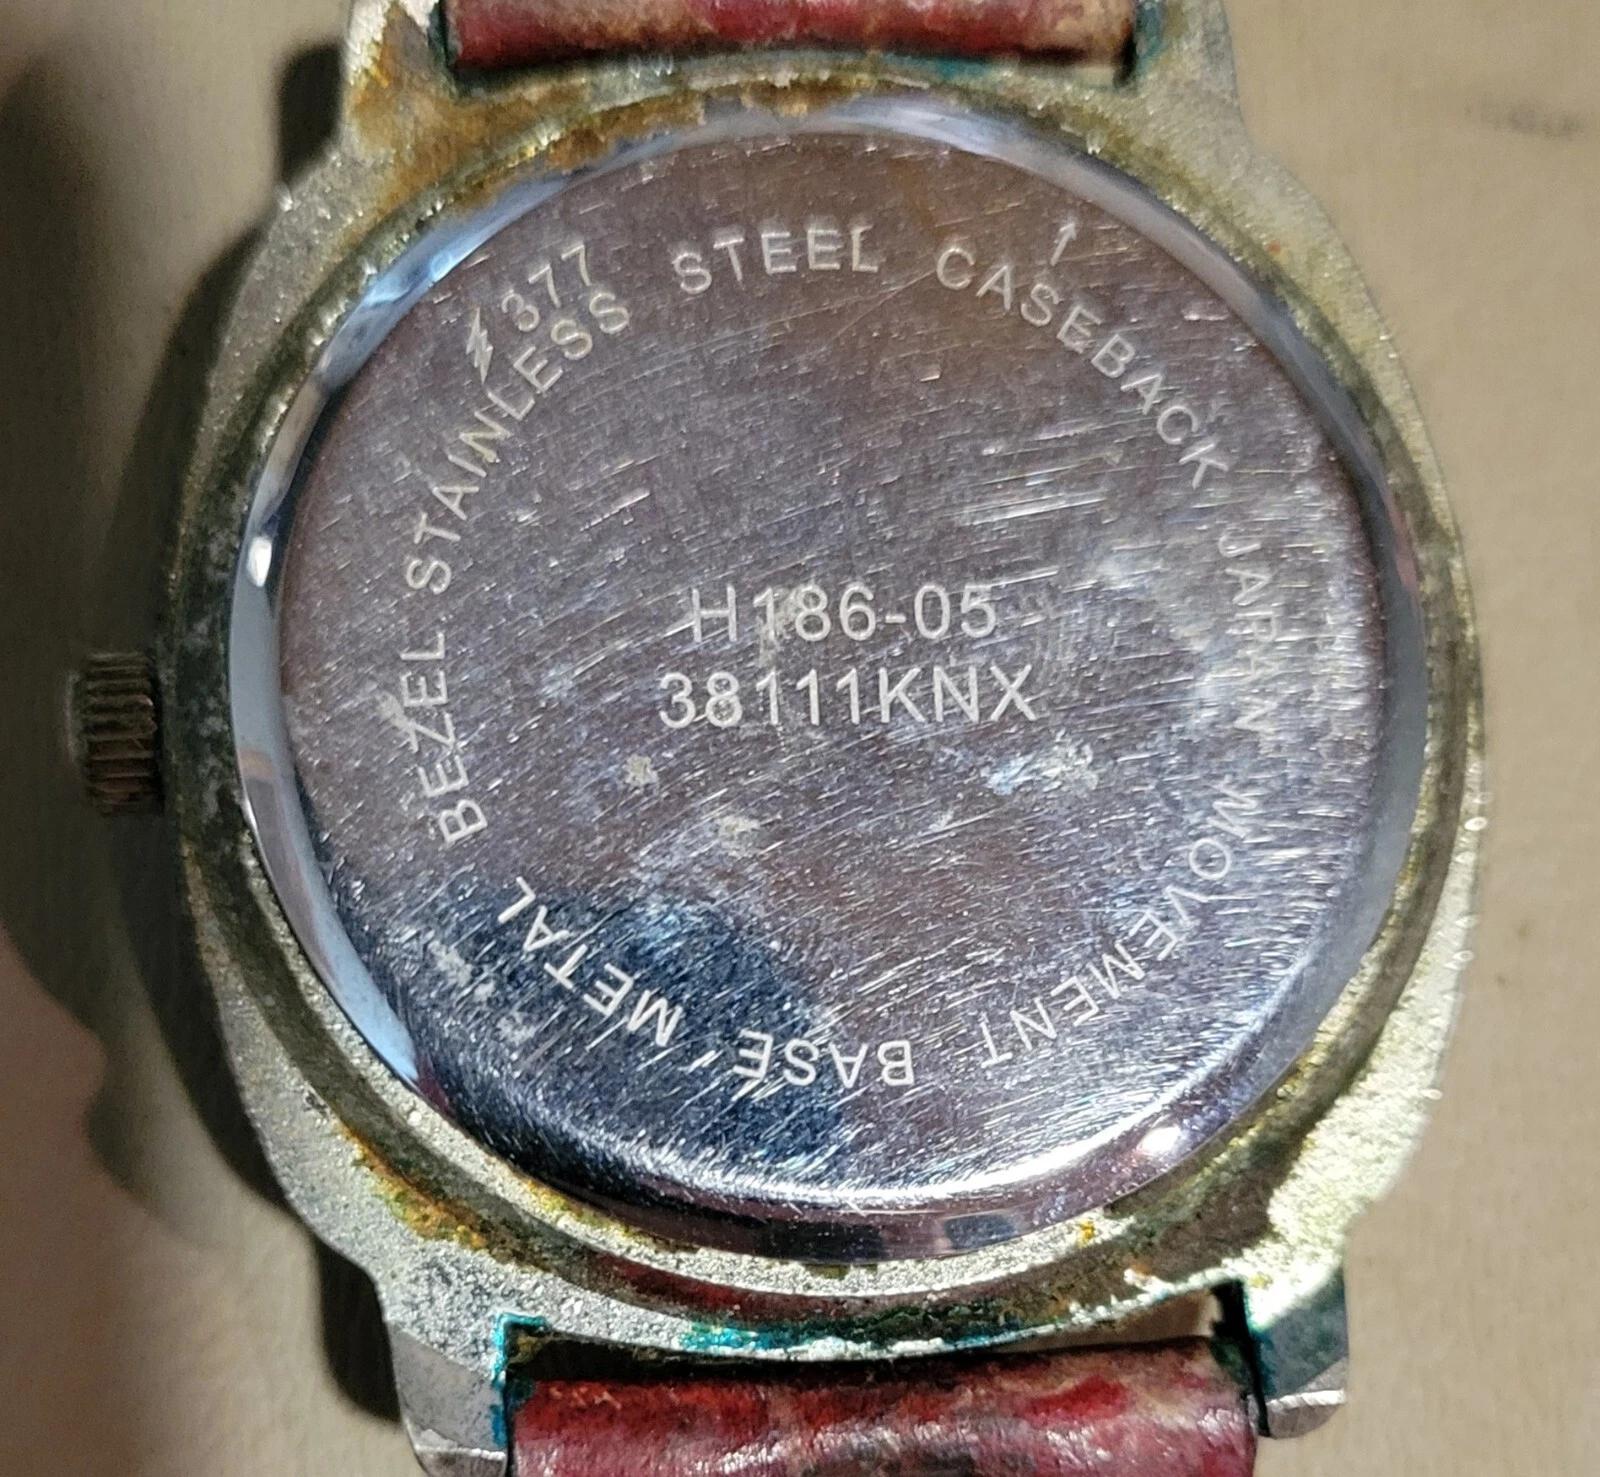 377
BASE METAL BEZEL STAINLESS STEEL CASEBACK JAPAN MOVEMENT
H186-05
38111KNX